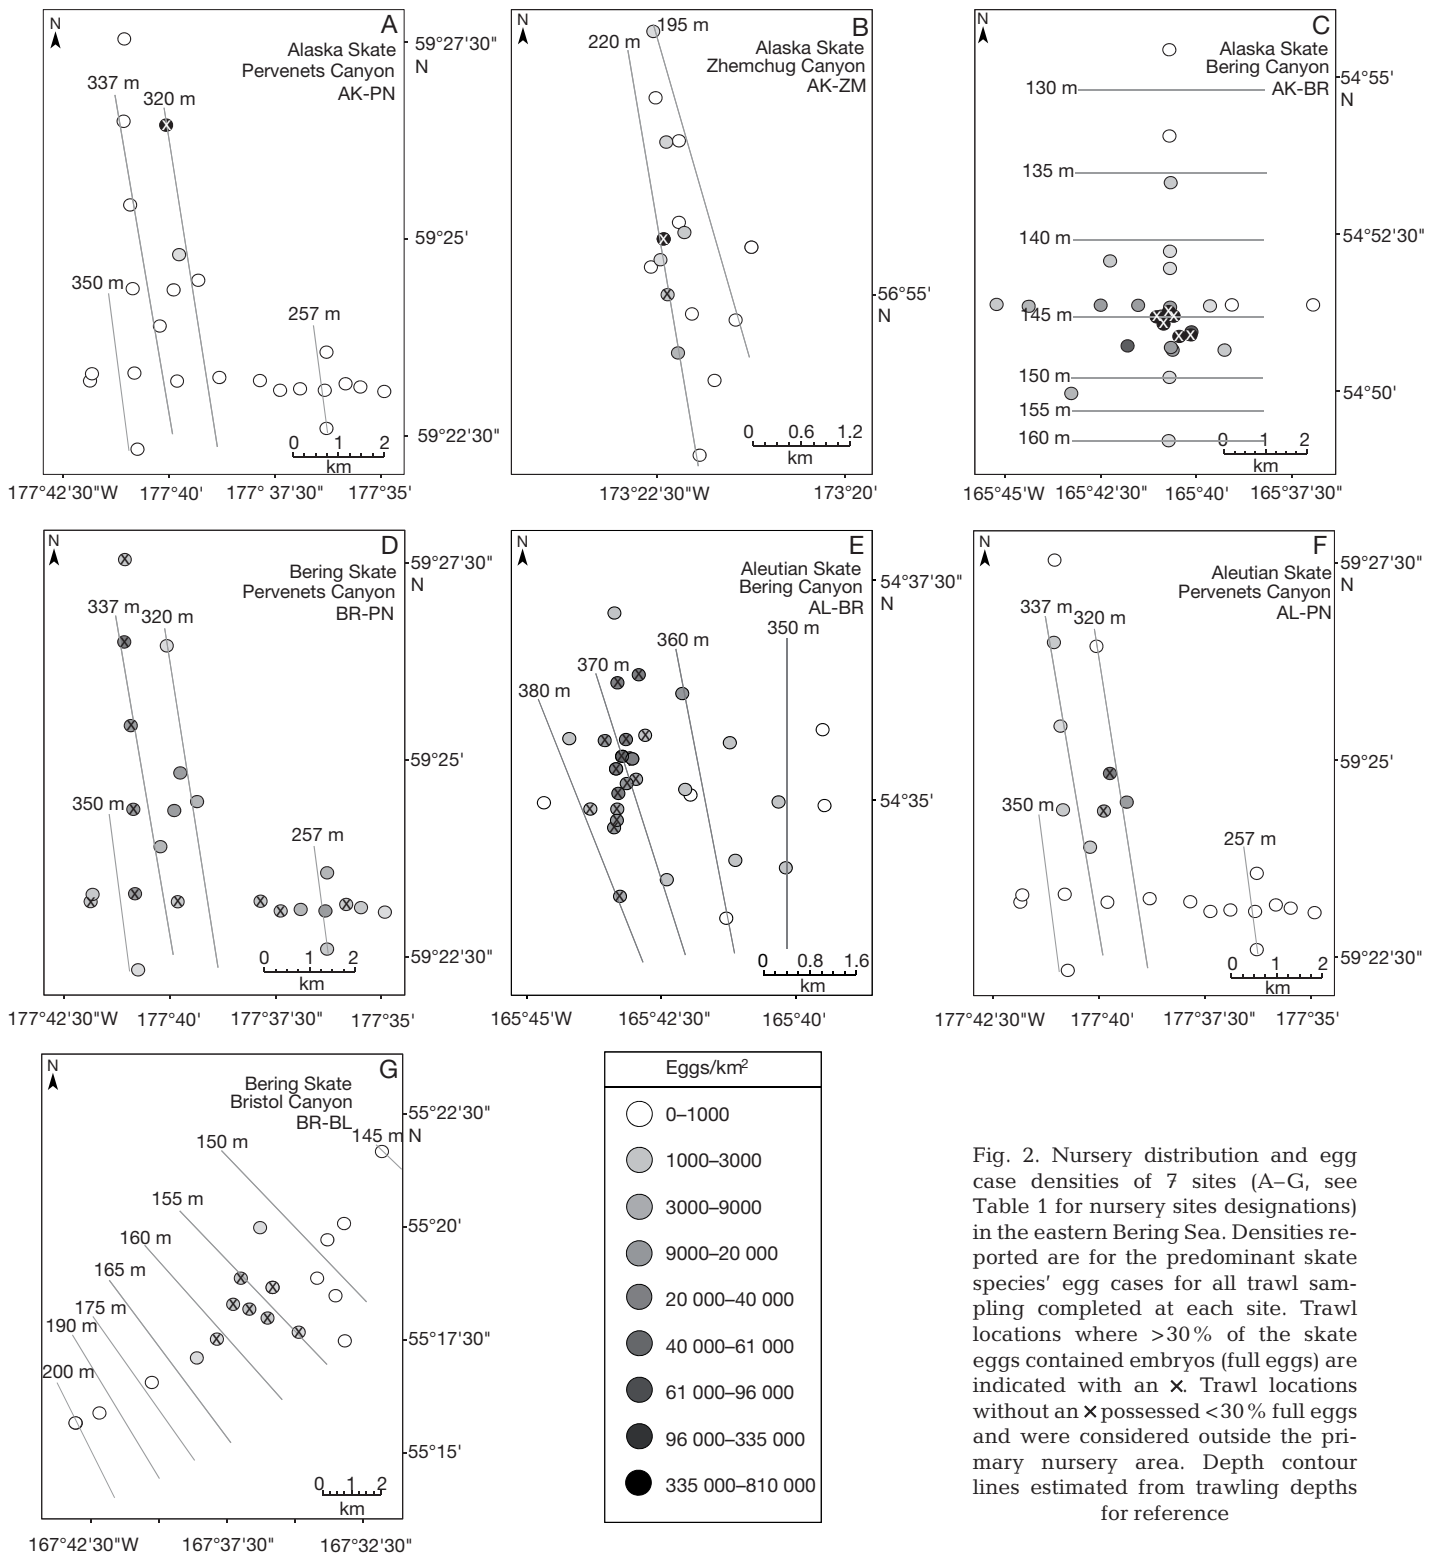 N
A
Alaska Skate
Pervenets Canyon
AK-PN
59°27'30"
N
337 m
320 m
59°25'
350 m
257 m
59°22'30"
0 1 2
km
177°42'30"W 177°40' 177°37'30" 177°35'
N
B
195 m
220 m
Alaska Skate
Zhemchug Canyon
AK-ZM
56°55'
N
0 0.6 1.2
km
173°22'30"W 173°20'
N
C
Alaska Skate
Bering Canyon
AK-BR
54°55'
N
130 m
135 m
140 m
54°52'30"
145 m
150 m
54°50'
155 m
160 m
0 1 2
km
165°45'W 165°42'30" 165°40' 165°37'30"
N
D
Bering Skate
Pervenets Canyon
BR-PN
59°27'30"
N
337 m
320 m
59°25'
350 m
257 m
59°22'30"
0 1 2
km
177°42'30"W 177°40' 177°37'30" 177°35'
N
E
Aleutian Skate
Bering Canyon
AL-BR
54°37'30"
N
350 m
360 m
370 m
380 m
54°35'
0 0.8 1.6
km
165°45'W 165°42'30" 165°40'
N
F
Aleutian Skate
Pervenets Canyon
AL-PN
59°27'30"
N
337 m
320 m
59°25'
350 m
257 m
59°22'30"
0 1 2
km
177°42'30"W 177°40' 177°37'30" 177°35'
N
G
Bering Skate
Bristol Canyon
BR-BL
55°22'30"
N
145 m
150 m
155 m
55°20'
160 m
165 m
175 m
190 m
55°17'30"
200 m
55°15'
0 1 2
km
167°42'30"W 167°37'30" 167°32'30"
Eggs/km²
0–1000
1000–3000
3000–9000
9000–20 000
20 000–40 000
40 000–61 000
61 000–96 000
96 000–335 000
335 000–810 000
Fig. 2. Nursery distribution and egg
case densities of 7 sites (A–G, see
Table 1 for nursery sites designations)
in the eastern Bering Sea. Densities re-
ported are for the predominant skate
species' egg cases for all trawl sam-
pling completed at each site. Trawl
locations where >30% of the skate
eggs contained embryos (full eggs) are
indicated with an ×. Trawl locations
without an × possessed <30% full eggs
and were considered outside the pri-
mary nursery area. Depth contour
lines estimated from trawling depths
for reference